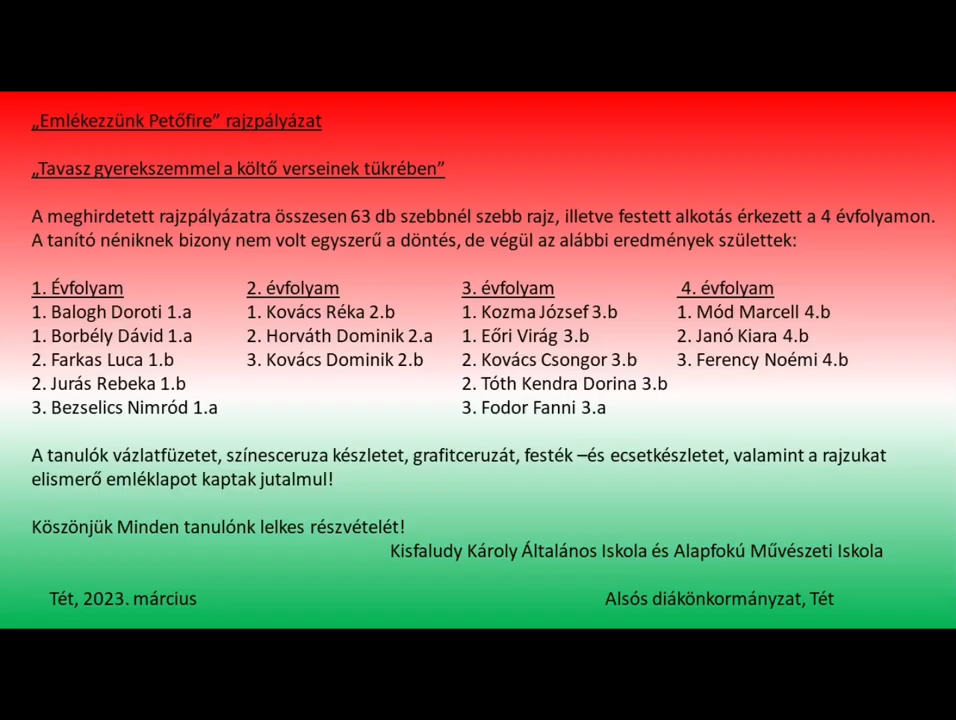 „Emlékezzünk Petőfire” rajzpályázat
„Tavasz gyerekszemmel a költő verseinek tükrében”
A meghirdetett rajzpályázatra összesen 63 db szebbnél szebb rajz, illetve festett alkotás érkezett a 4 évfolyamon.
A tanító néniknek bizony nem volt egyszerű a döntés, de végül az alábbi eredmények születtek:
1. Évfolyam
1. Balogh Doroti 1.a
1. Borbély Dávid 1.a
2. Farkas Luca 1.b
2. Jurás Rebeka 1.b
3. Bezselics Nimród 1.a
2. évfolyam
1. Kovács Réka 2.b
2. Horváth Dominik 2.a
3. Kovács Dominik 2.b
3. évfolyam
1. Kozma József 3.b
1. Eőri Virág 3.b
2. Kovács Csongor 3.b
2. Tóth Kendra Dorina 3.b
3. Fodor Fanni 3.a
4. évfolyam
1. Mód Marcell 4.b
2. Janó Kiara 4.b
3. Ferency Noémi 4.b
A tanulók vázlatfüzetet, színesceruza készletet, grafitceruzát, festék –és ecsetkészletet, valamint a rajzukat
elismerő emléklapot kaptak jutalmul!
Köszönjük Minden tanulónk lelkes részvételét!
Kisfaludy Károly Általános Iskola és Alapfokú Művészeti Iskola
Tét, 2023. március
Alsós diákönkormányzat, Tét